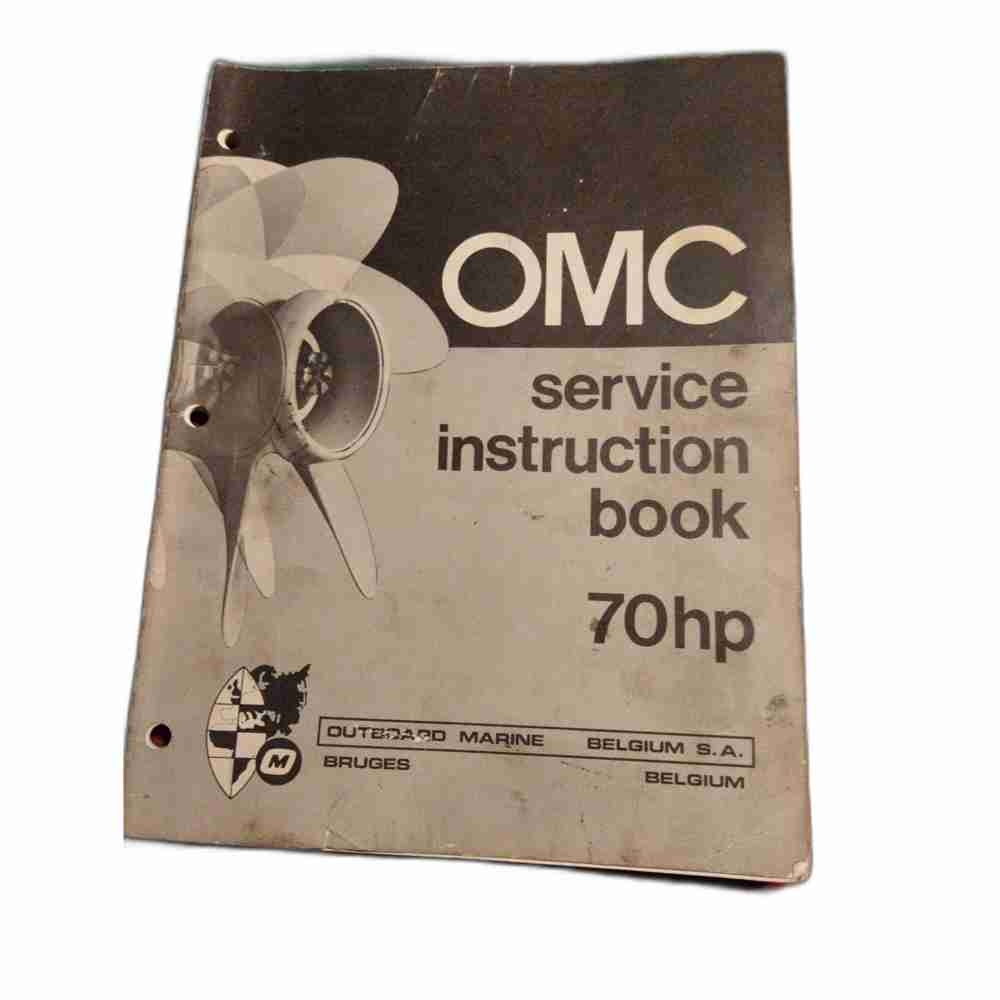 OMC
service
instruction
book
70hp
M
OUTBOARD MARINE BELGIUM S.A.
BRUGES BELGIUM